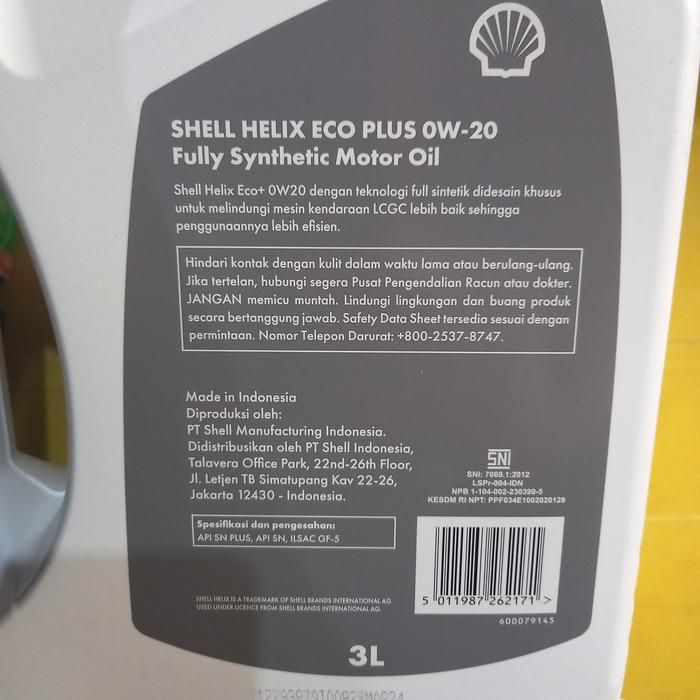 SHELL HELIX ECO PLUS 0W-20
Fully Synthetic Motor Oil
Shell Helix Eco+ 0W20 dengan teknologi full sintetik didesain khusus
untuk melindungi mesin kendaraan LCGC lebih baik sehingga
penggunaannya lebih efisien.
Hindari kontak dengan kulit dalam waktu lama atau berulang-ulang.
Jika tertelan, hubungi segera Pusat Pengendalian Racun atau dokter.
JANGAN memicu muntah. Lindungi lingkungan dan buang produk
secara bertanggung jawab. Safety Data Sheet tersedia sesuai dengan
permintaan. Nomor Telepon Darurat: +800-2537-8747.
Made in Indonesia
Diproduksi oleh:
PT Shell Manufacturing Indonesia.
Didistribusikan oleh PT Shell Indonesia,
Talavera Office Park, 22nd-26th Floor,
Jl. Letjen TB Simatupang Kav 22-26,
Jakarta 12430 - Indonesia.
SNI
SNI: 7069.1:2012
LSPr-004-IDN
NPB 1-104-002-230399-5
KESDM RI NPT: PPF034E1002020128
Spesifikasi dan pengesahan:
API SN PLUS, API SN, ILSAC GF-5
SHELL HELIX IS A TRADEMARK OF SHELL BRANDS INTERNATIONAL AG.
USED UNDER LICENCE FROM SHELL BRANDS INTERNATIONAL AG.
5 011987 262171 >
600079145
3L